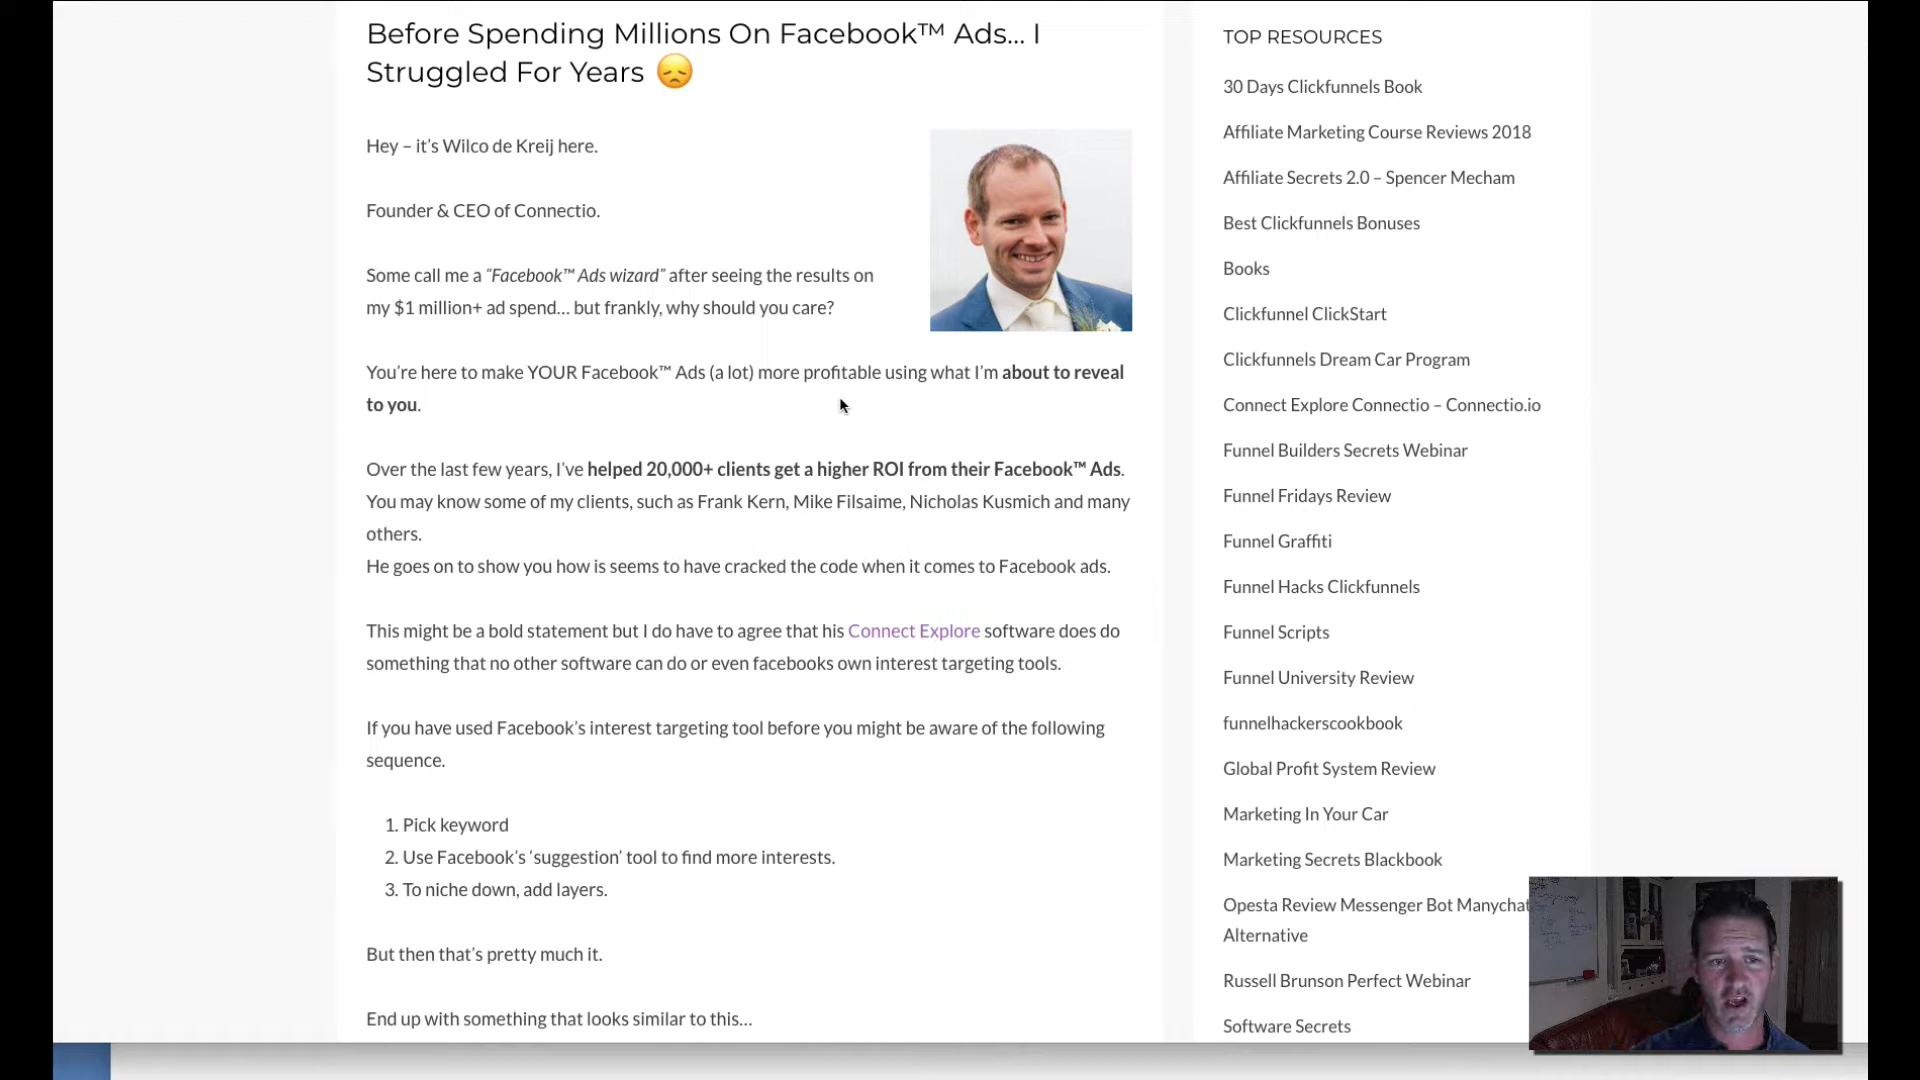 Before Spending Millions On Facebook™ Ads... I
Struggled For Years 😞
Hey – it’s Wilco de Kreij here.
Founder & CEO of Connectio.
Some call me a “Facebook™ Ads wizard” after seeing the results on
my $1 million+ ad spend… but frankly, why should you care?
You’re here to make YOUR Facebook™ Ads (a lot) more profitable using what I’m about to reveal
to you.
Over the last few years, I’ve helped 20,000+ clients get a higher ROI from their Facebook™ Ads.
You may know some of my clients, such as Frank Kern, Mike Filsaime, Nicholas Kusmich and many
others.
He goes on to show you how is seems to have cracked the code when it comes to Facebook ads.
This might be a bold statement but I do have to agree that his Connect Explore software does do
something that no other software can do or even facebooks own interest targeting tools.
If you have used Facebook’s interest targeting tool before you might be aware of the following
sequence.
1. Pick keyword
2. Use Facebook’s ‘suggestion’ tool to find more interests.
3. To niche down, add layers.
But then that’s pretty much it.
End up with something that looks similar to this…
TOP RESOURCES
30 Days Clickfunnels Book
Affiliate Marketing Course Reviews 2018
Affiliate Secrets 2.0 – Spencer Mecham
Best Clickfunnels Bonuses
Books
Clickfunnel ClickStart
Clickfunnels Dream Car Program
Connect Explore Connectio – Connectio.io
Funnel Builders Secrets Webinar
Funnel Fridays Review
Funnel Graffiti
Funnel Hacks Clickfunnels
Funnel Scripts
Funnel University Review
funnelhackerscookbook
Global Profit System Review
Marketing In Your Car
Marketing Secrets Blackbook
Opesta Review Messenger Bot Manychat
Alternative
Russell Brunson Perfect Webinar
Software Secrets